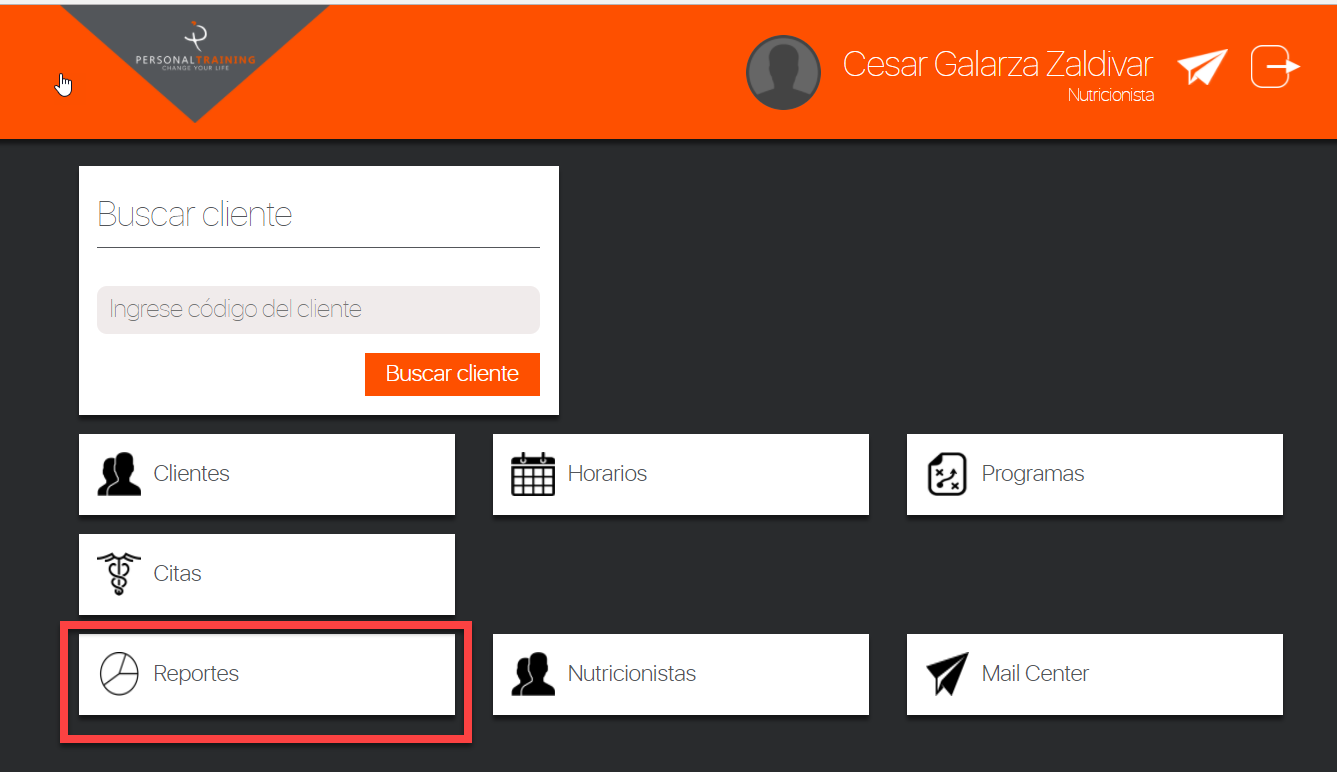 PERSONALTRAINING
CHANGE YOUR LIFE
Cesar Galarza Zaldivar
Nutricionista
Buscar cliente
Ingrese código del cliente
Buscar cliente
Clientes
Horarios
Programas
Citas
Reportes
Nutricionistas
Mail Center